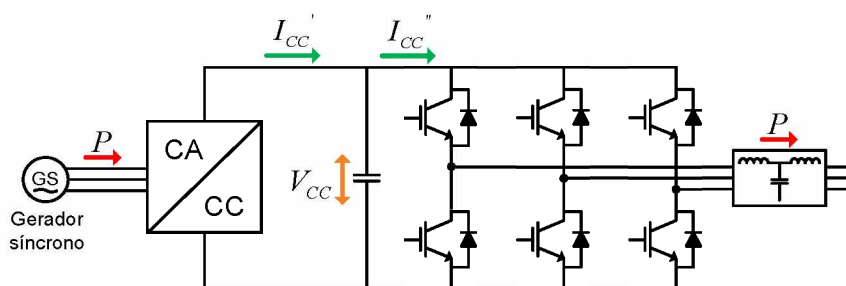 I_CC' I_CC"
P
CA
CC
GS
Gerador
síncrono
V_CC
P